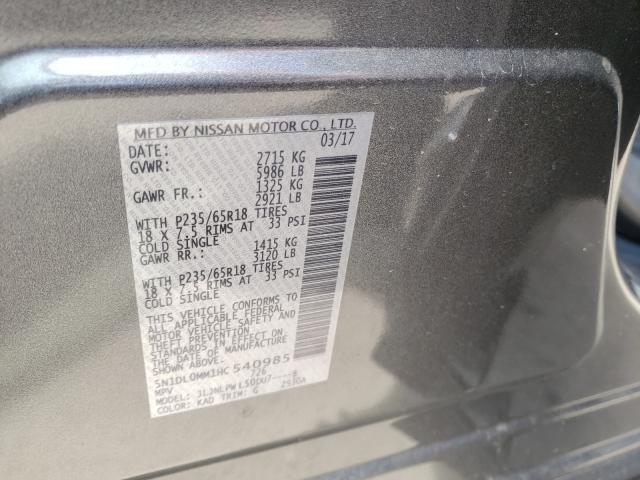 MFD BY NISSAN MOTOR CO., LTD.
DATE: 03/17
GVWR: 2715 KG
5986 LB
GAWR FR.: 1325 KG
2921 LB
WITH P235/65R18 TIRES
18 X 7.5 RIMS AT 33 PSI
COLD SINGLE
GAWR RR.: 1415 KG
3120 LB
WITH P235/65R18 TIRES
18 X 7.5 RIMS AT 33 PSI
COLD SINGLE
THIS VEHICLE CONFORMS TO
ALL APPLICABLE FEDERAL
MOTOR VEHICLE SAFETY AND
THEFT PREVENTION
STANDARDS IN EFFECT ON
THE DATE OF MANUFACTURE
SHOWN ABOVE.
5N1DL0MM1HC540985
MPV 726
MODEL:
COLOR: KAD TRIM: G